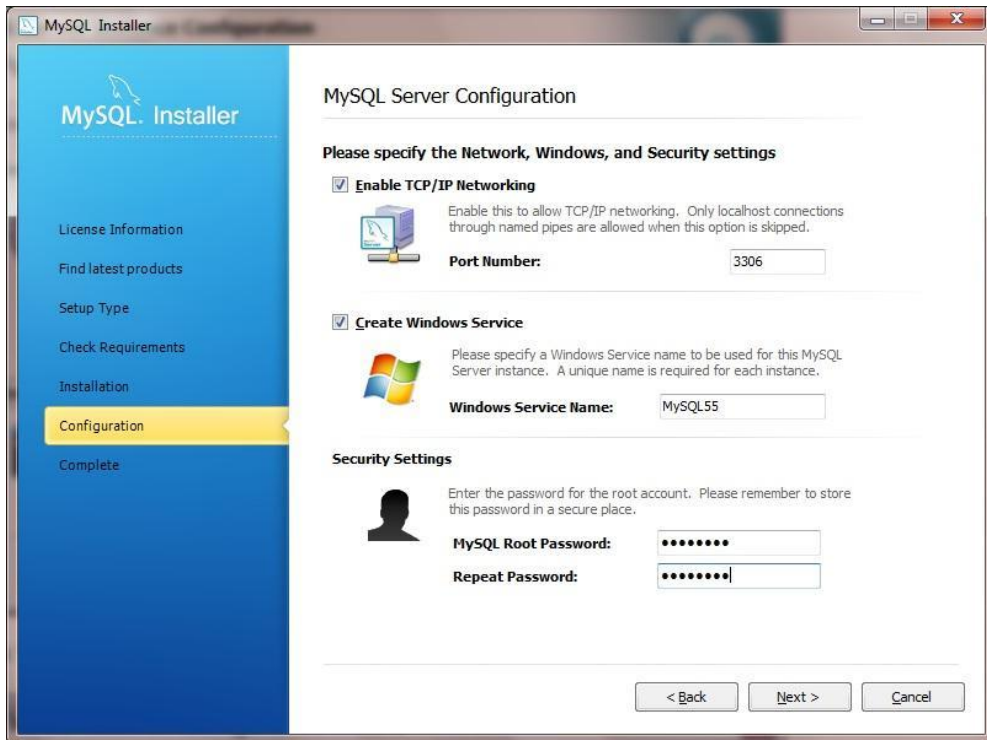 MySQL Installer
MySQL. Installer
License Information
Find latest products
Setup Type
Check Requirements
Installation
Configuration
Complete
MySQL Server Configuration
Please specify the Network, Windows, and Security settings
Enable TCP/IP Networking
Enable this to allow TCP/IP networking. Only localhost connections
through named pipes are allowed when this option is skipped.
Port Number: 3306
Create Windows Service
Please specify a Windows Service name to be used for this MySQL
Server instance. A unique name is required for each instance.
Windows Service Name: MySQL55
Security Settings
Enter the password for the root account. Please remember to store
this password in a secure place.
MySQL Root Password: ••••••••
Repeat Password: ••••••••
< Back Next > Cancel